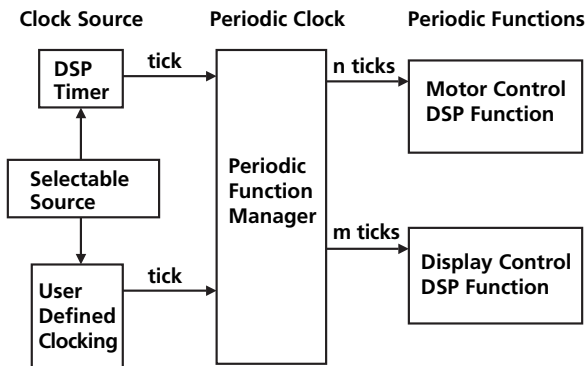 Clock Source
Periodic Clock
Periodic Functions
DSP
Timer
tick
n ticks
Motor Control
DSP Function
Selectable
Source
Periodic
Function
Manager
m ticks
User
Defined
Clocking
tick
Display Control
DSP Function